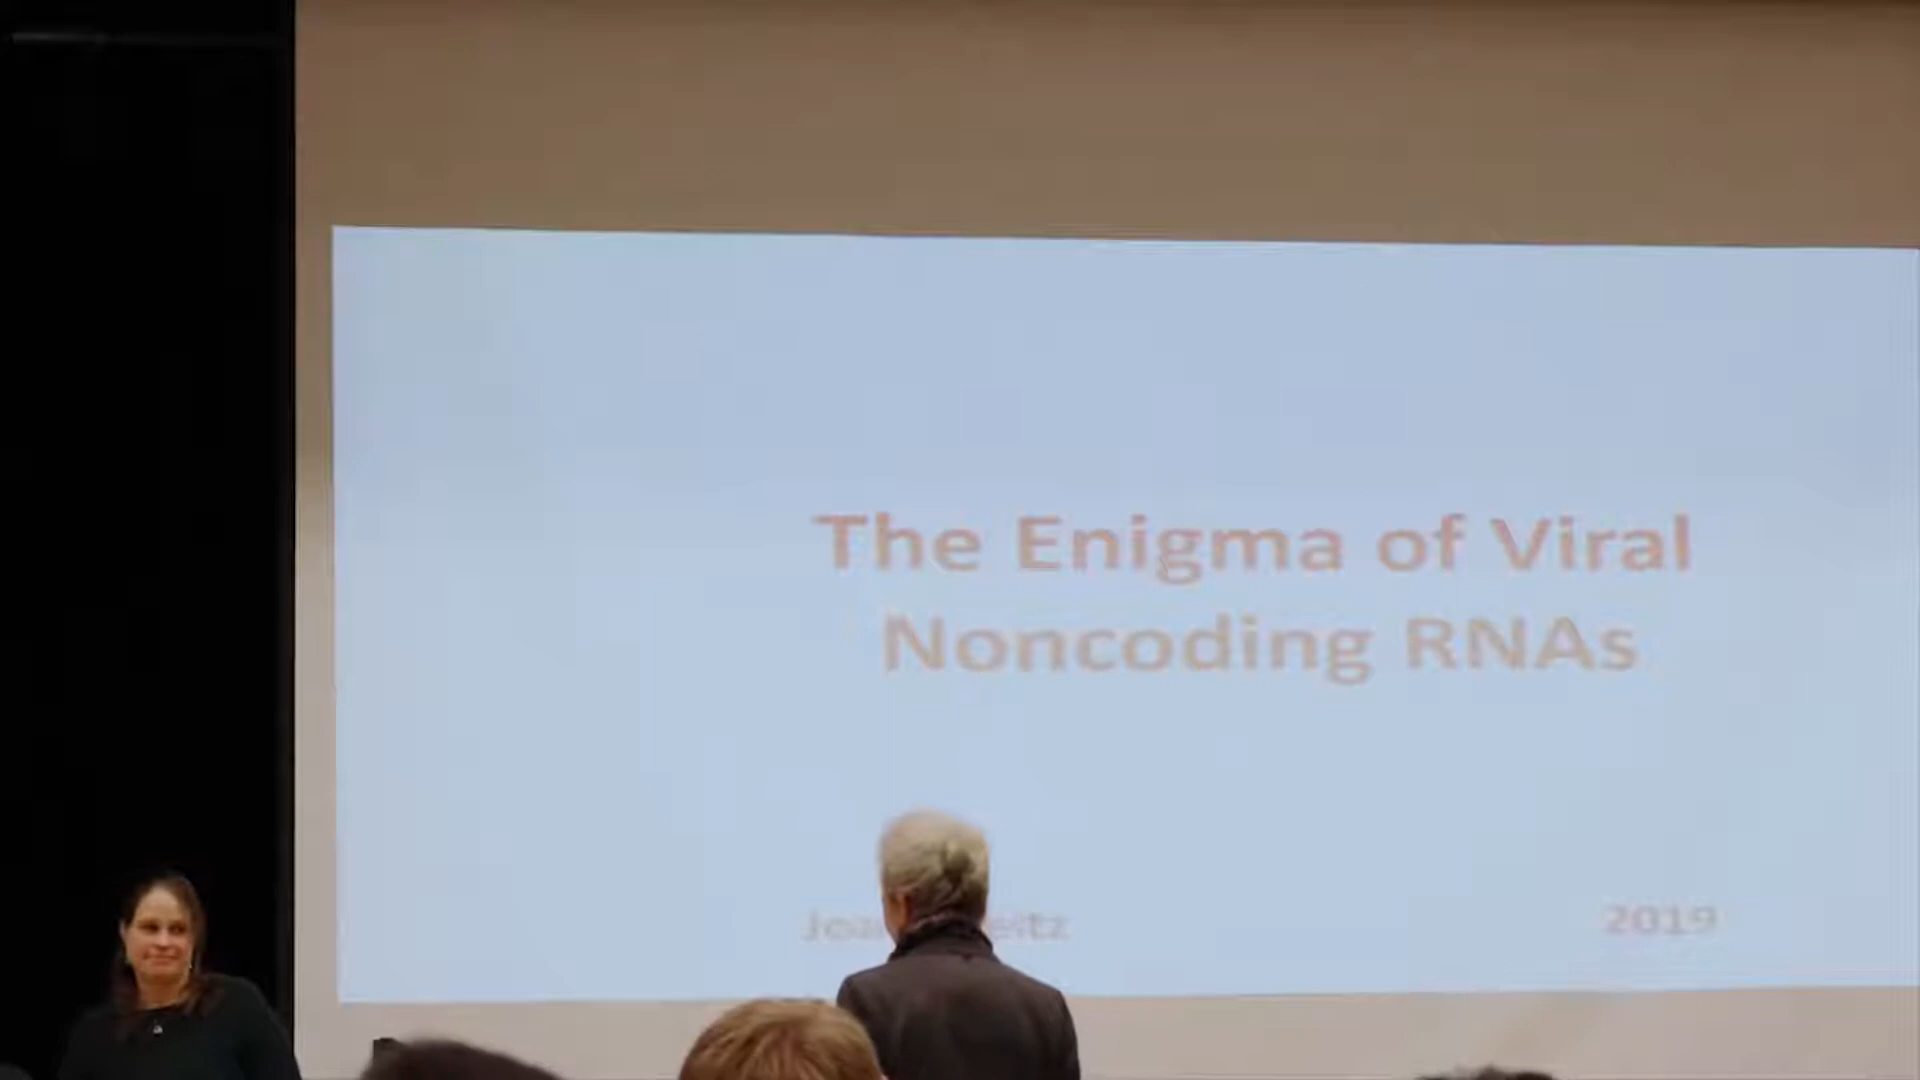 The Enigma of Viral
Noncoding RNAs
2019